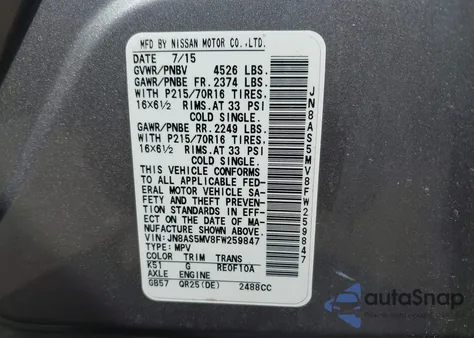 MFD BY NISSAN MOTOR CO.,LTD.
DATE 7/15
GVWR/PNBV 4526 LBS.
GAWR/PNBE FR. 2374 LBS.
WITH P215/70R16 TIRES,
16X6½ RIMS, AT 33 PSI
COLD SINGLE.
GAWR/PNBE RR. 2249 LBS.
WITH P215/70R16 TIRES,
16X6½ RIMS, AT 33 PSI
COLD SINGLE.
THIS VEHICLE CONFORMS
TO ALL APPLICABLE FED-
ERAL MOTOR VEHICLE SA-
FETY AND THEFT PREVEN-
TION STANDARDS IN EFF-
ECT ON THE DATE OF MA-
NUFACTURE SHOWN ABOVE.
VIN:JN8AS5MV8FW259847
TYPE: MPV
COLOR TRIM TRANS
K51 G RE0F10A
AXLE ENGINE
GB57 QR25(DE) 2488CC
JN8AS5MV8FW259847
autaSnap